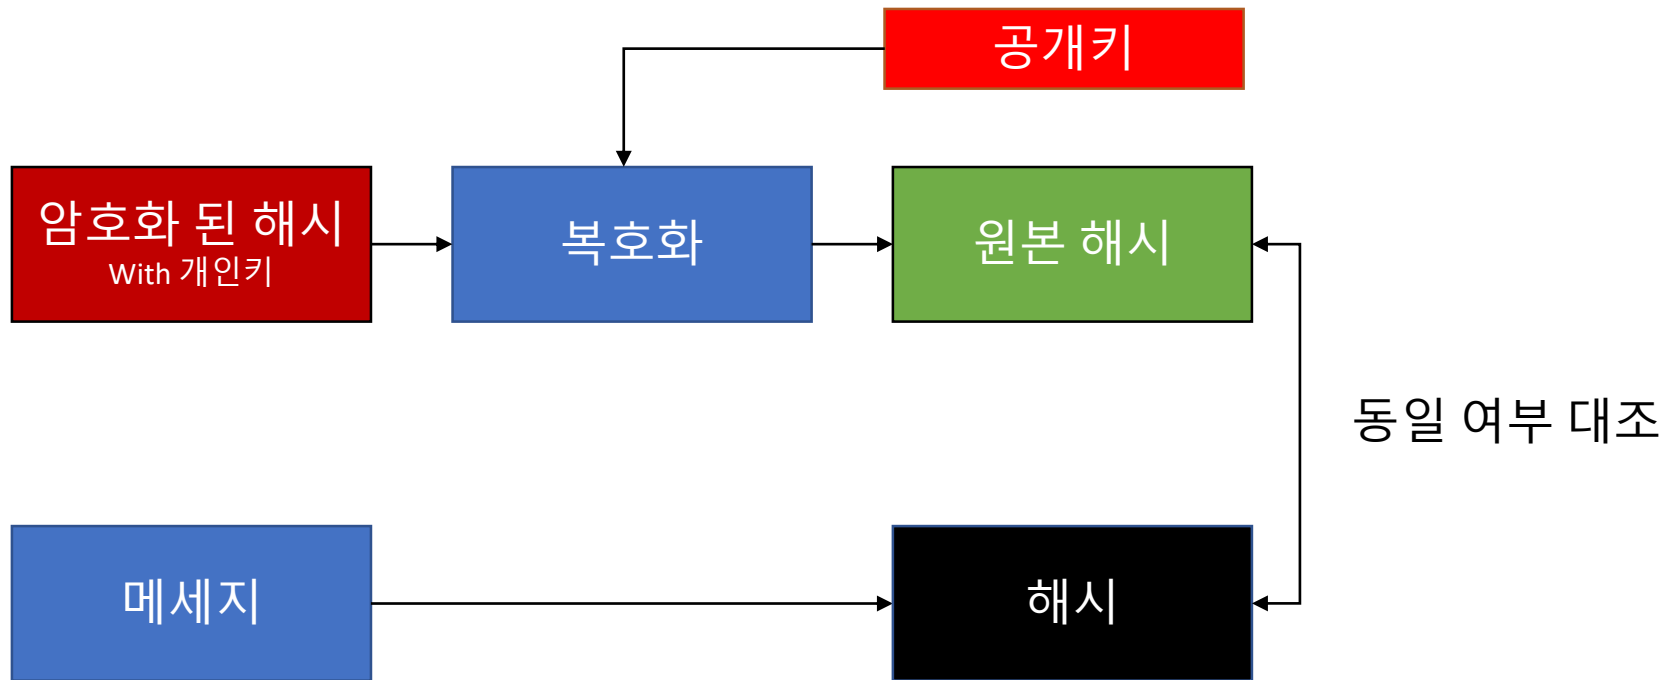 공개키
암호화 된 해시
With 개인키
복호화
원본 해시
동일 여부 대조
메세지
해시